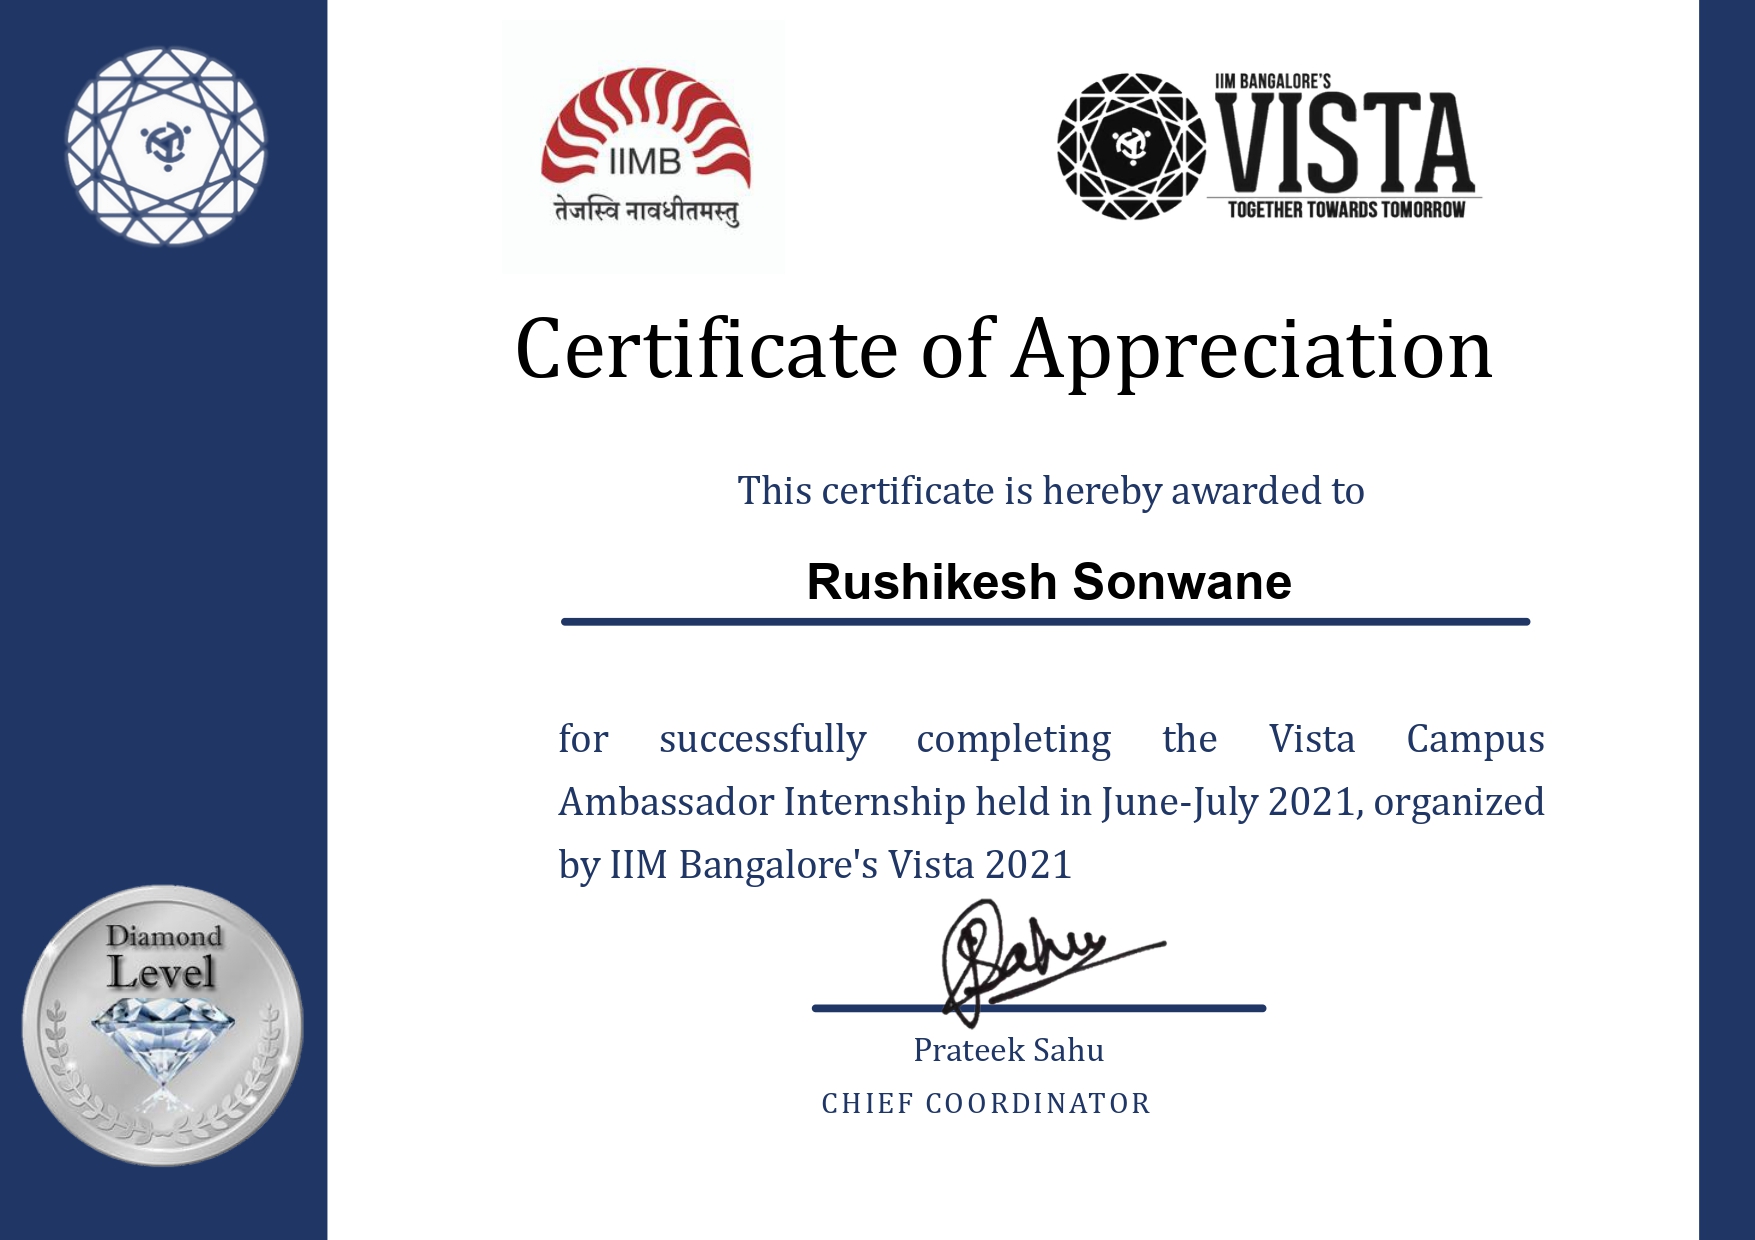 IIMB
तेजस्वि नावधीतमस्तु
IIM BANGALORE'S
VISTA
TOGETHER TOWARDS TOMORROW
Certificate of Appreciation
This certificate is hereby awarded to
Rushikesh Sonwane
for successfully completing the Vista Campus
Ambassador Internship held in June-July 2021, organized
by IIM Bangalore's Vista 2021
Diamond
Level
Sahu
Prateek Sahu
CHIEF COORDINATOR